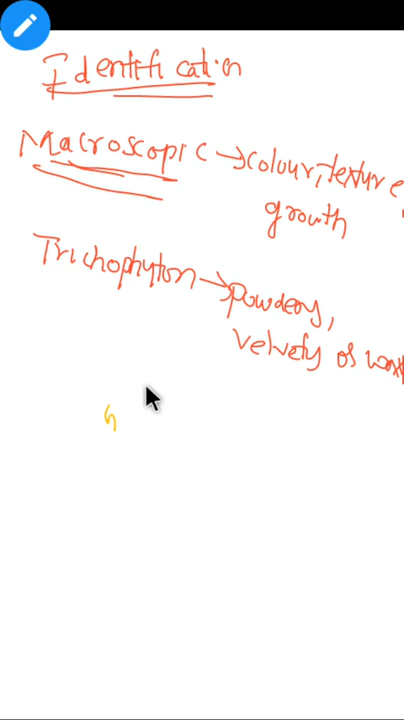 Identification
Macroscopic → colour, texture
growth
Trichophyton → powdery,
velvety or